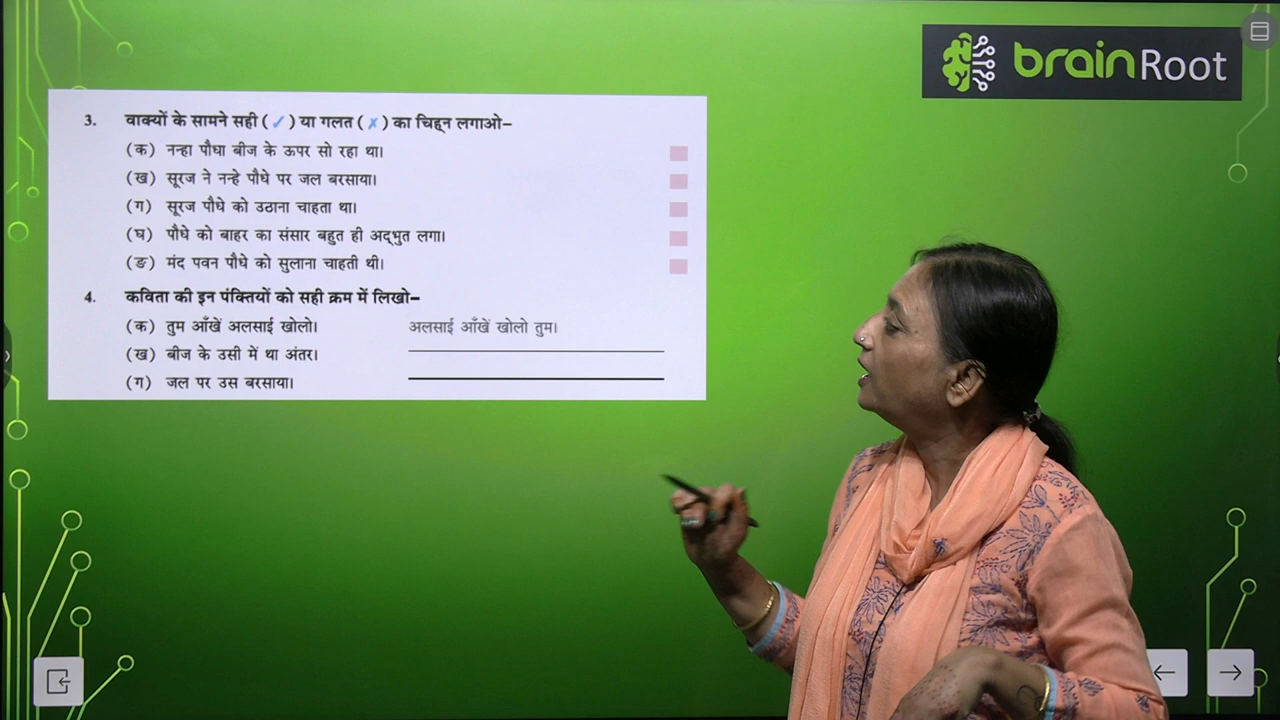 brainRoot
3. वाक्यों के सामने सही ( ✓ ) या गलत ( ✗ ) का चिह्न लगाओ–
(क) नन्हा पौधा बीज के ऊपर सो रहा था।
(ख) सूरज ने नन्हे पौधे पर जल बरसाया।
(ग) सूरज पौधे को उठाना चाहता था।
(घ) पौधे को बाहर का संसार बहुत ही अद्भुत लगा।
(ङ) मंद पवन पौधे को सुलाना चाहती थी।
4. कविता की इन पंक्तियों को सही क्रम में लिखो–
(क) तुम आँखें अलसाई खोलो। अलसाई आँखें खोलो तुम।
(ख) बीज के उसी में था अंतर।
(ग) जल पर उस बरसाया।